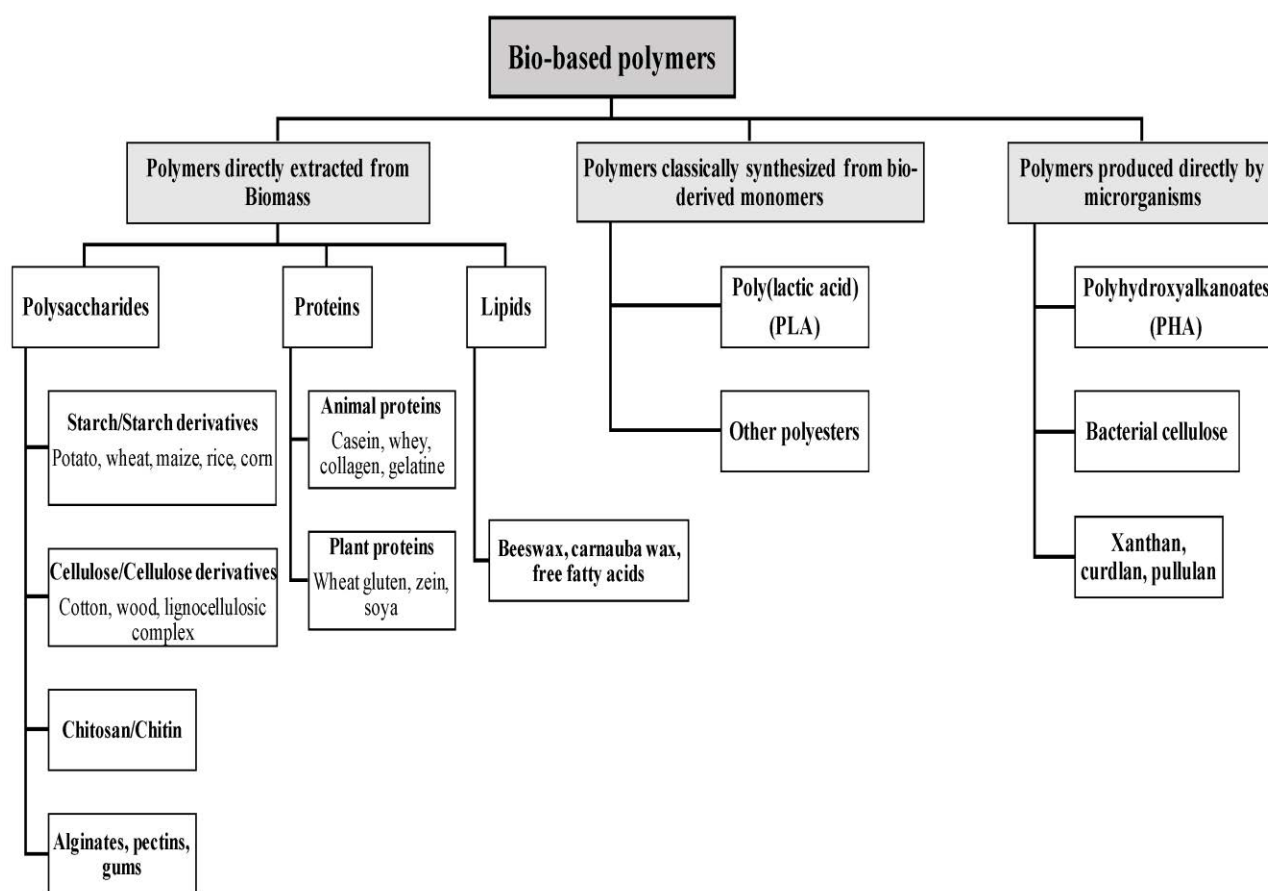 Bio-based polymers
Polymers directly extracted from
Biomass
Polymers classically synthesized from bio-
derived monomers
Polymers produced directly by
microrganisms
Polysaccharides
Proteins
Lipids
Starch/Starch derivatives
Potato, wheat, maize, rice, corn
Cellulose/Cellulose derivatives
Cotton, wood, lignocellulosic
complex
Chitosan/Chitin
Alginates, pectins,
gums
Animal proteins
Casein, whey,
collagen, gelatine
Plant proteins
Wheat gluten, zein,
soya
Beeswax, carnauba wax,
free fatty acids
Poly(lactic acid)
(PLA)
Other polyesters
Polyhydroxyalkanoates
(PHA)
Bacterial cellulose
Xanthan,
curdlan, pullulan